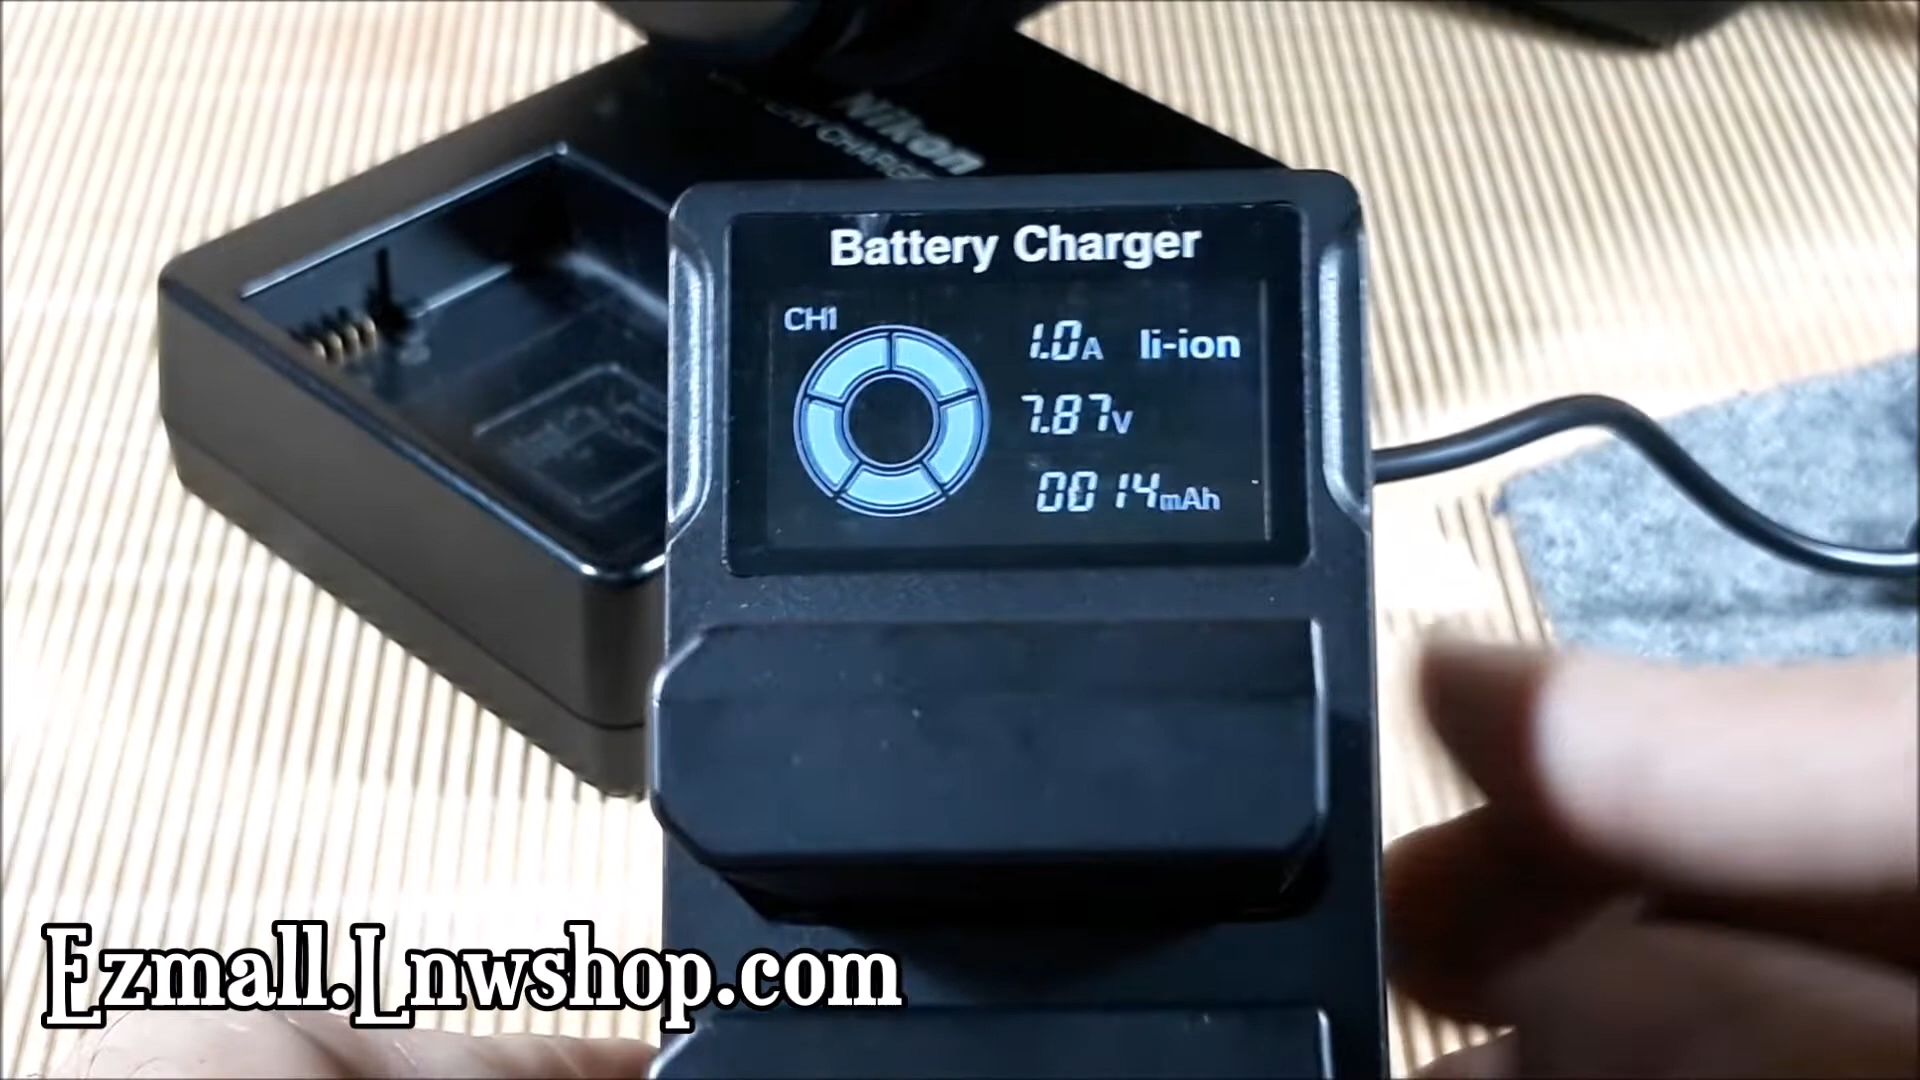 Nikon
Battery Charger
CH1
1.0A li-ion
7.87V
0014mAh
Ezmall.Lnwshop.com